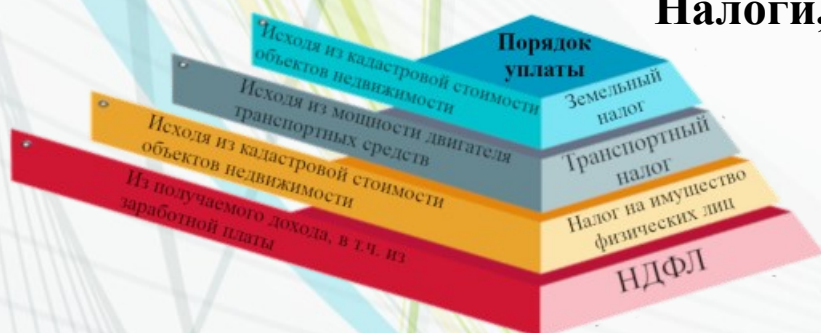 Налоги,
Порядок
уплаты
Исходя из кадастровой стоимости
объектов недвижимости
Земельный
налог
Исходя из мощности двигателя
транспортных средств
Транспортный
налог
Исходя из кадастровой стоимости
объектов недвижимости
Налог на имущество
физических лиц
Из получаемого дохода, в т.ч. из
заработной платы
НДФЛ